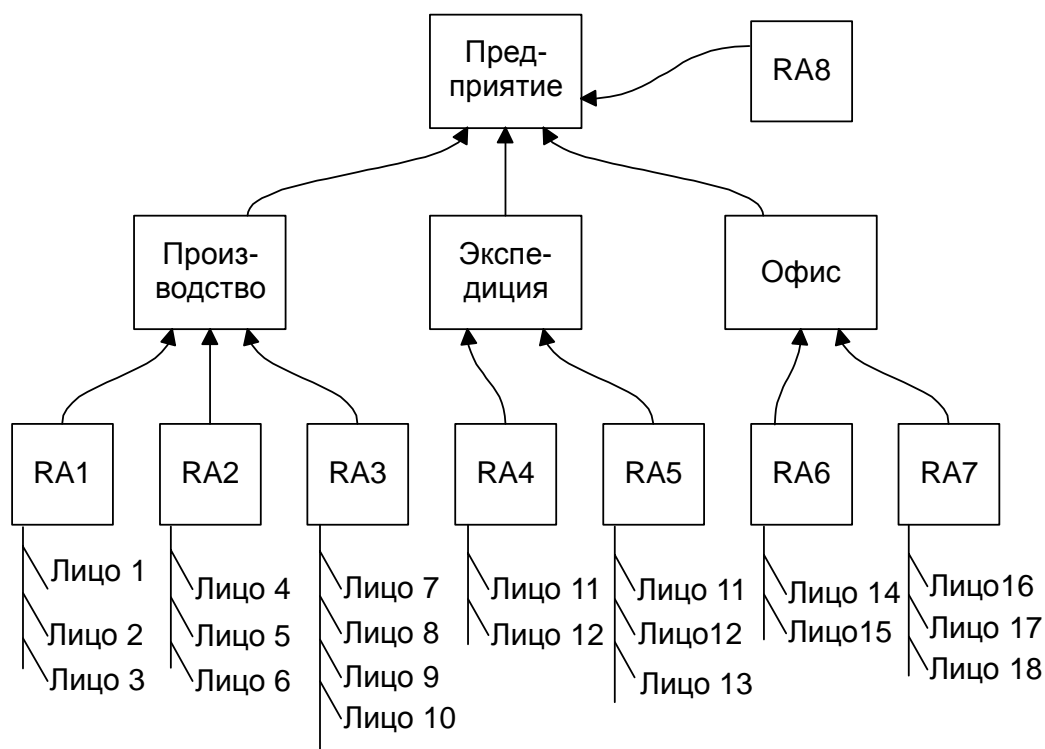 Пред-
приятие
RA8
Произ-
водство
Экспе-
диция
Офис
RA1
RA2
RA3
RA4
RA5
RA6
RA7
Лицо 1
Лицо 2
Лицо 3
Лицо 4
Лицо 5
Лицо 6
Лицо 7
Лицо 8
Лицо 9
Лицо 10
Лицо 11
Лицо 12
Лицо 11
Лицо12
Лицо 13
Лицо 14
Лицо15
Лицо16
Лицо 17
Лицо 18